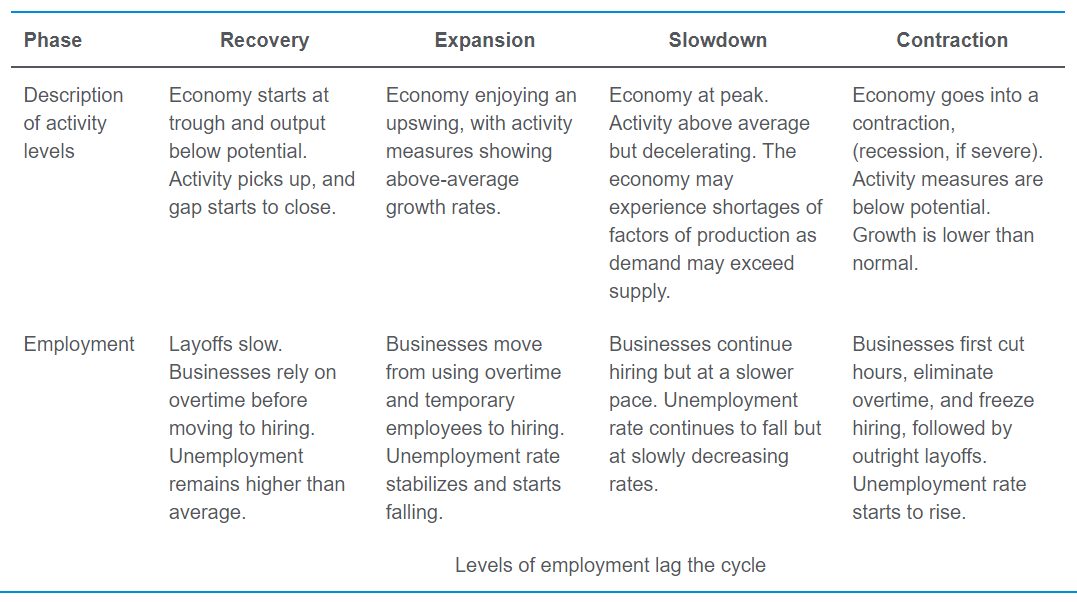 Phase Recovery Expansion Slowdown Contraction
Description
of activity
levels
Economy starts at
trough and output
below potential.
Activity picks up, and
gap starts to close.
Economy enjoying an
upswing, with activity
measures showing
above-average
growth rates.
Economy at peak.
Activity above average
but decelerating. The
economy may
experience shortages of
factors of production as
demand may exceed
supply.
Economy goes into a
contraction,
(recession, if severe).
Activity measures are
below potential.
Growth is lower than
normal.
Employment
Layoffs slow.
Businesses rely on
overtime before
moving to hiring.
Unemployment
remains higher than
average.
Businesses move
from using overtime
and temporary
employees to hiring.
Unemployment rate
stabilizes and starts
falling.
Businesses continue
hiring but at a slower
pace. Unemployment
rate continues to fall but
at slowly decreasing
rates.
Businesses first cut
hours, eliminate
overtime, and freeze
hiring, followed by
outright layoffs.
Unemployment rate
starts to rise.
Levels of employment lag the cycle